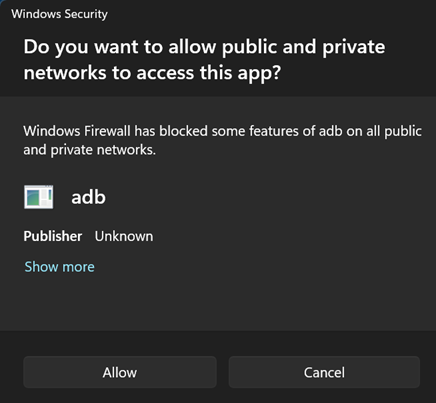 Windows Security
Do you want to allow public and private
networks to access this app?
Windows Firewall has blocked some features of adb on all public
and private networks.
adb
Publisher Unknown
Show more
Allow Cancel